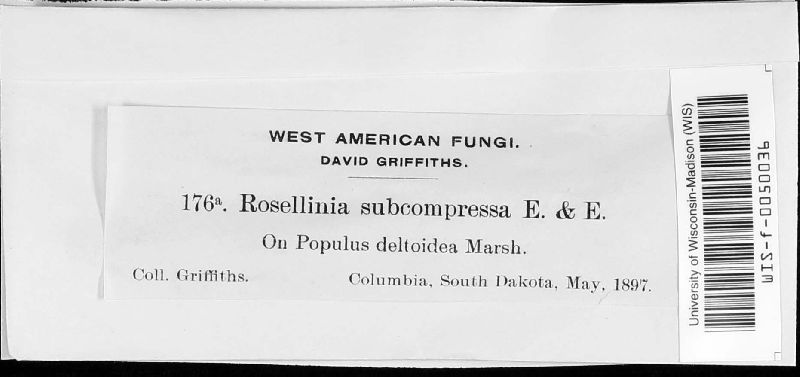 WEST AMERICAN FUNGI.
DAVID GRIFFITHS.
176a. Rosellinia subcompressa E. & E.
On Populus deltoidea Marsh.
Coll. Griffiths. Columbia, South Dakota, May, 1897.
University of Wisconsin-Madison (WIS)
WIS-f-0050036